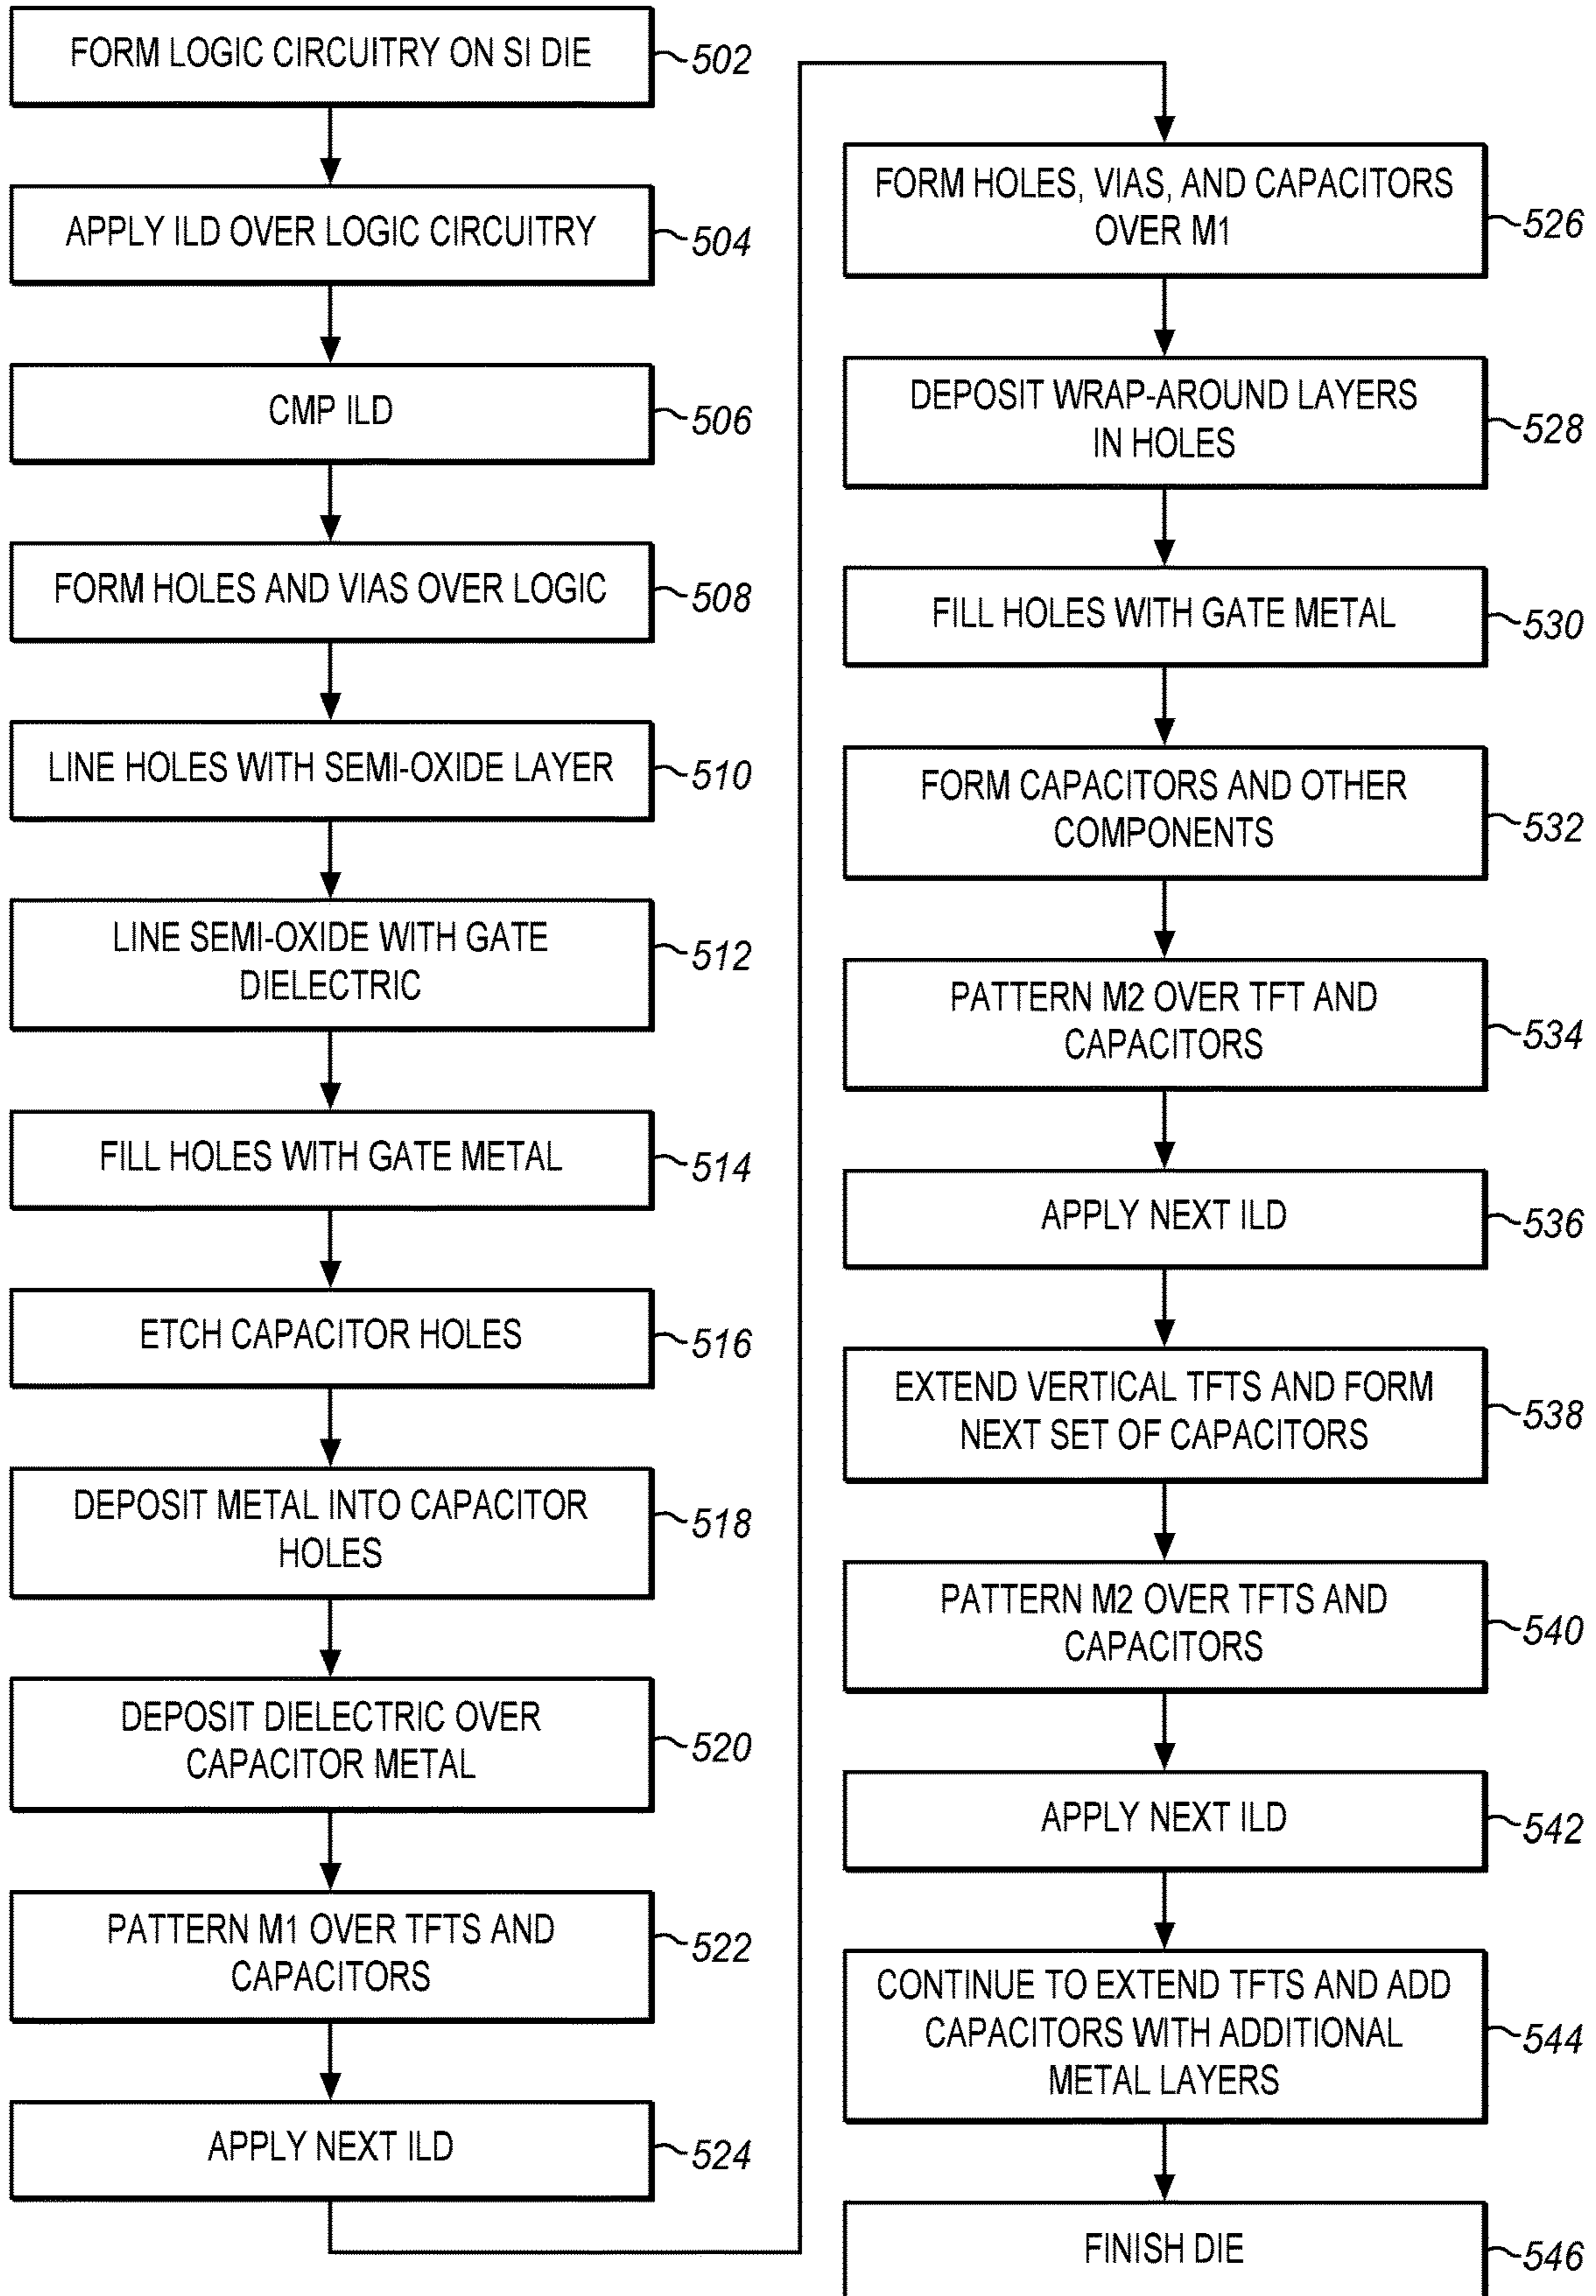 FORM LOGIC CIRCUITRY ON SI DIE
502
APPLY ILD OVER LOGIC CIRCUITRY
504
CMP ILD
506
FORM HOLES AND VIAS OVER LOGIC
508
LINE HOLES WITH SEMI-OXIDE LAYER
510
LINE SEMI-OXIDE WITH GATE
DIELECTRIC
512
FILL HOLES WITH GATE METAL
514
ETCH CAPACITOR HOLES
516
DEPOSIT METAL INTO CAPACITOR
HOLES
518
DEPOSIT DIELECTRIC OVER
CAPACITOR METAL
520
PATTERN M1 OVER TFTS AND
CAPACITORS
522
APPLY NEXT ILD
524
FORM HOLES, VIAS, AND CAPACITORS
OVER M1
526
DEPOSIT WRAP-AROUND LAYERS
IN HOLES
528
FILL HOLES WITH GATE METAL
530
FORM CAPACITORS AND OTHER
COMPONENTS
532
PATTERN M2 OVER TFT AND
CAPACITORS
534
APPLY NEXT ILD
536
EXTEND VERTICAL TFTS AND FORM
NEXT SET OF CAPACITORS
538
PATTERN M2 OVER TFTS AND
CAPACITORS
540
APPLY NEXT ILD
542
CONTINUE TO EXTEND TFTS AND ADD
CAPACITORS WITH ADDITIONAL
METAL LAYERS
544
FINISH DIE
546